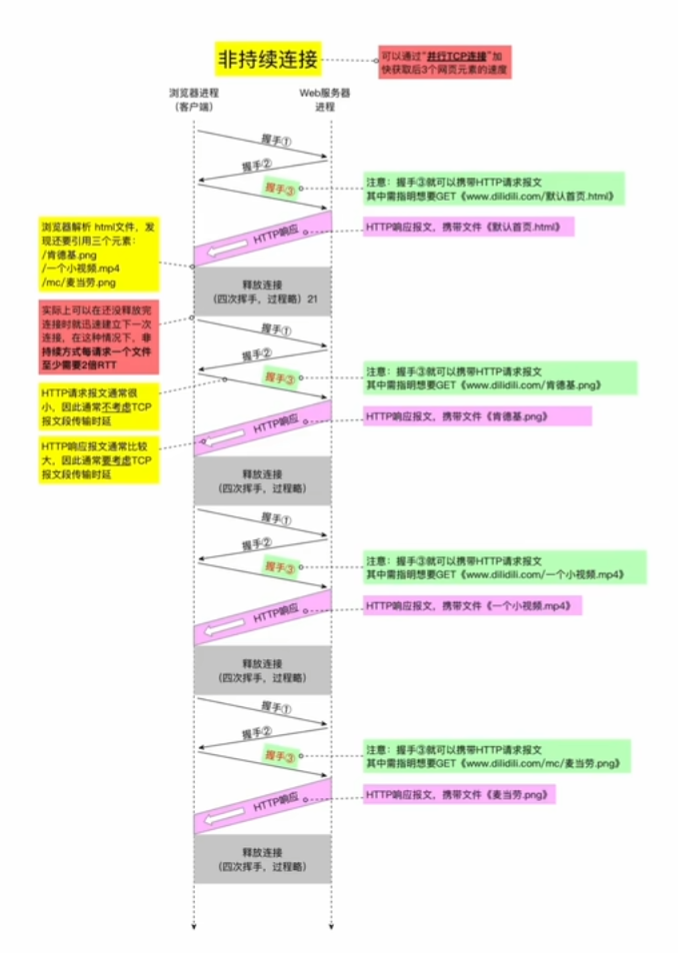 非持续连接
可以通过“并行TCP连接”加
快获取后3个网页元素的速度
浏览器进程
（客户端）
Web服务器
进程
握手①
握手②
握手③
注意：握手③就可以携带HTTP请求报文
其中需指明想要GET《www.dilidili.com/默认首页.html》
HTTP响应
HTTP响应报文，携带文件《默认首页.html》
浏览器解析 html文件，发
现还要引用三个元素：
/肯德基.png
/一个小视频.mp4
/mc/麦当劳.png
释放连接
（四次挥手，过程略）21
实际上可以在还没释放完
连接时就迅速建立下一次
连接，在这种情况下，非
持续方式每请求一个文件
至少需要2倍RTT
握手①
握手②
握手③
注意：握手③就可以携带HTTP请求报文
其中需指明想要GET《www.dilidili.com/肯德基.png》
HTTP请求报文通常很
小，因此通常不考虑TCP
报文段传输时延
HTTP响应
HTTP响应报文，携带文件《肯德基.png》
HTTP响应报文通常比较
大，因此通常要考虑TCP
报文段传输时延
释放连接
（四次挥手，过程略）
握手①
握手②
握手③
注意：握手③就可以携带HTTP请求报文
其中需指明想要GET《www.dilidili.com/一个小视频.mp4》
HTTP响应
HTTP响应报文，携带文件《一个小视频.mp4》
释放连接
（四次挥手，过程略）
握手①
握手②
握手③
注意：握手③就可以携带HTTP请求报文
其中需指明想要GET《www.dilidili.com/mc/麦当劳.png》
HTTP响应
HTTP响应报文，携带文件《麦当劳.png》
释放连接
（四次挥手，过程略）